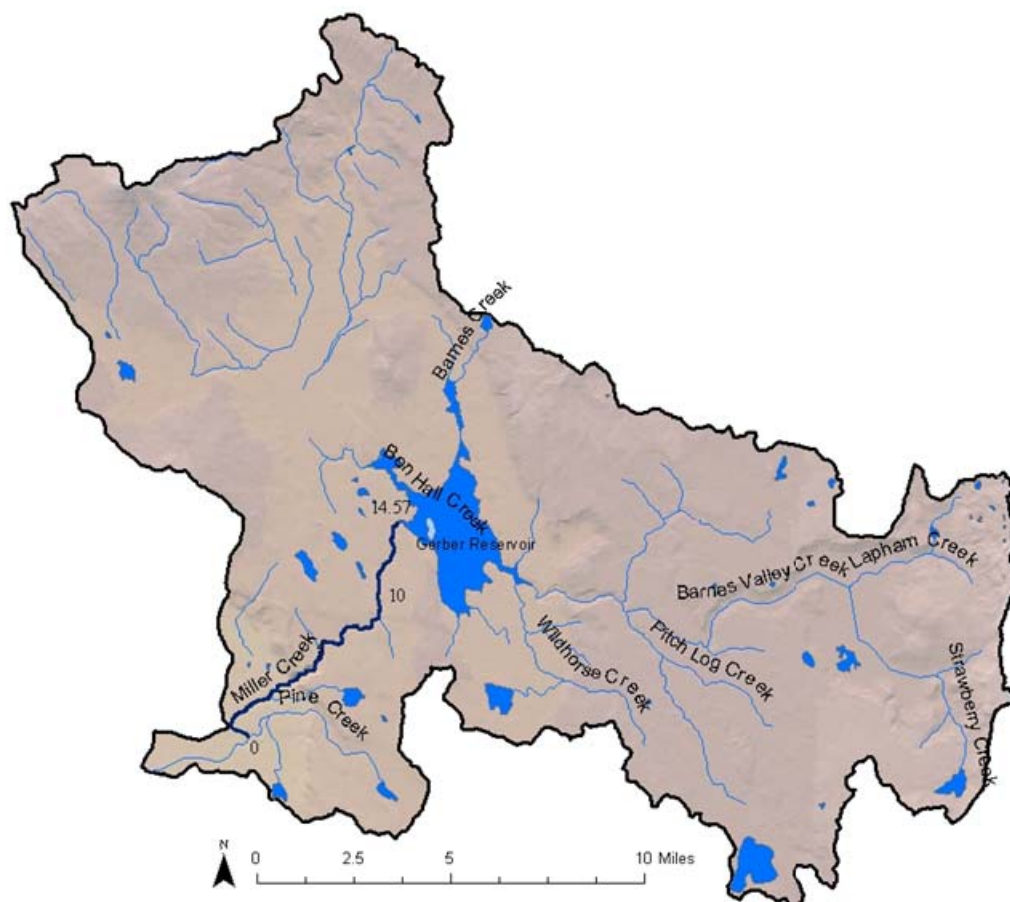 Barnes Creek
Ben Hall Creek
14.57
Gerber Reservoir
Barnes Valley Creek
Lapham Creek
10
Wildhorse Creek
Pitch Log Creek
Strawberry Creek
Miller Creek
Pine Creek
0
N
0 2.5 5 10 Miles